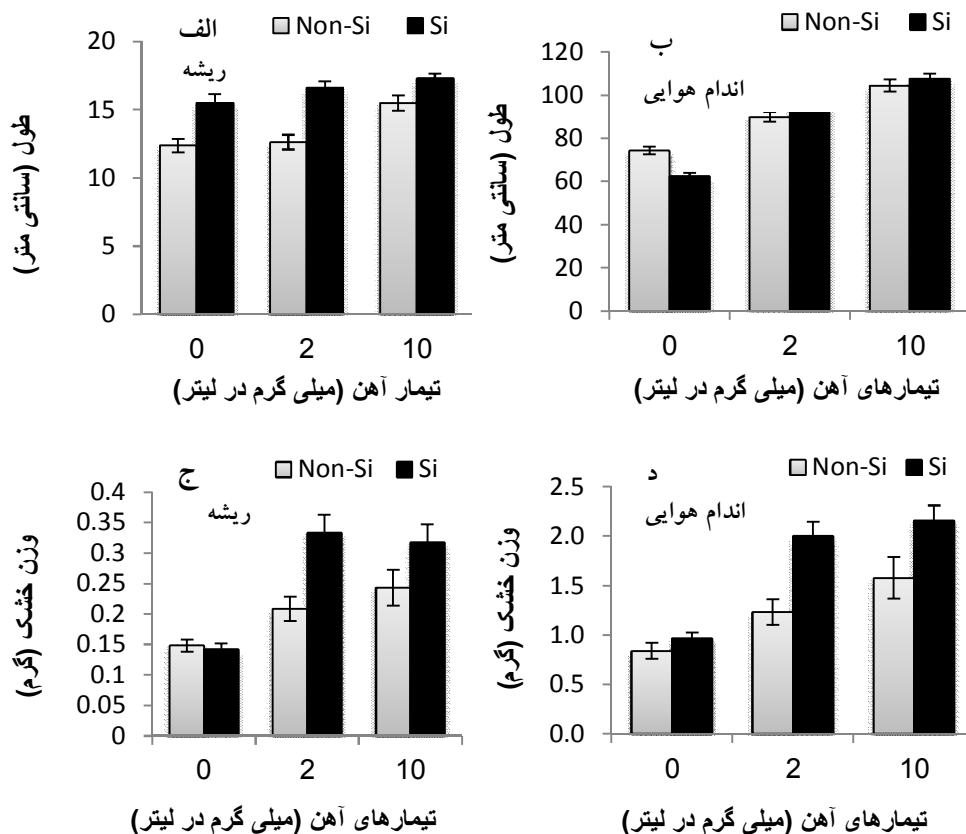 الف
Non-Si Si
ریشه
طول (سانتی متر)
20
15
10
5
0
0 2 10
تیمار آهن (میلی گرم در لیتر)
ب
Non-Si Si
اندام هوایی
طول (سانتی متر)
120
100
80
60
40
20
0
0 2 10
تیمارهای آهن (میلی گرم در لیتر)
ج
Non-Si Si
ریشه
وزن خشک (گرم)
0.4
0.35
0.3
0.25
0.2
0.15
0.1
0.05
0
0 2 10
تیمارهای آهن (میلی گرم در لیتر)
د
Non-Si Si
اندام هوایی
وزن خشک (گرم)
2.5
2.0
1.5
1.0
0.5
0.0
0 2 10
تیمارهای آهن (میلی گرم در لیتر)